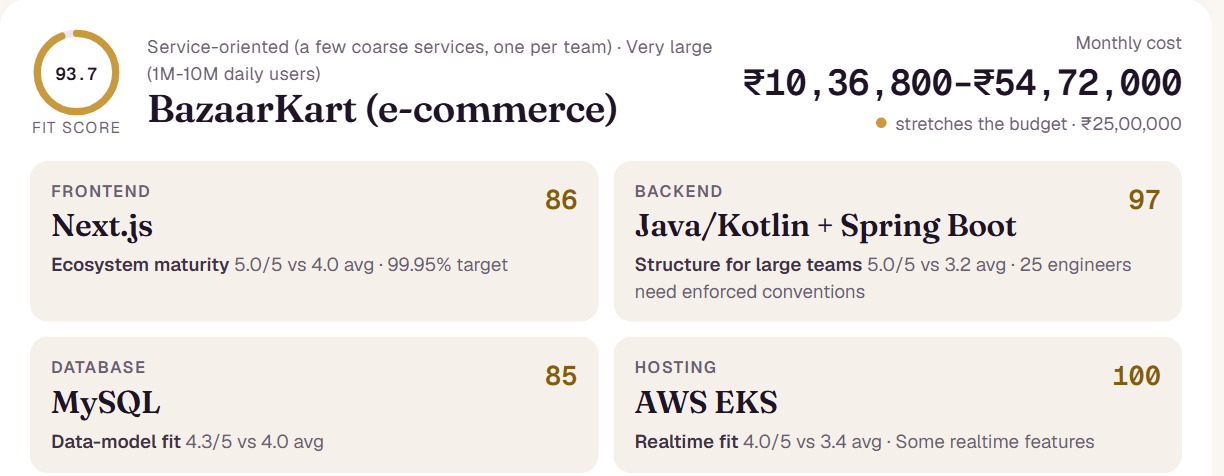 93.7
FIT SCORE
Service-oriented (a few coarse services, one per team) · Very large
(1M-10M daily users)
BazaarKart (e-commerce)
Monthly cost
₹10,36,800–₹54,72,000
stretches the budget · ₹25,00,000
FRONTEND
86
Next.js
Ecosystem maturity 5.0/5 vs 4.0 avg · 99.95% target
BACKEND
97
Java/Kotlin + Spring Boot
Structure for large teams 5.0/5 vs 3.2 avg · 25 engineers
need enforced conventions
DATABASE
85
MySQL
Data-model fit 4.3/5 vs 4.0 avg
HOSTING
100
AWS EKS
Realtime fit 4.0/5 vs 3.4 avg · Some realtime features